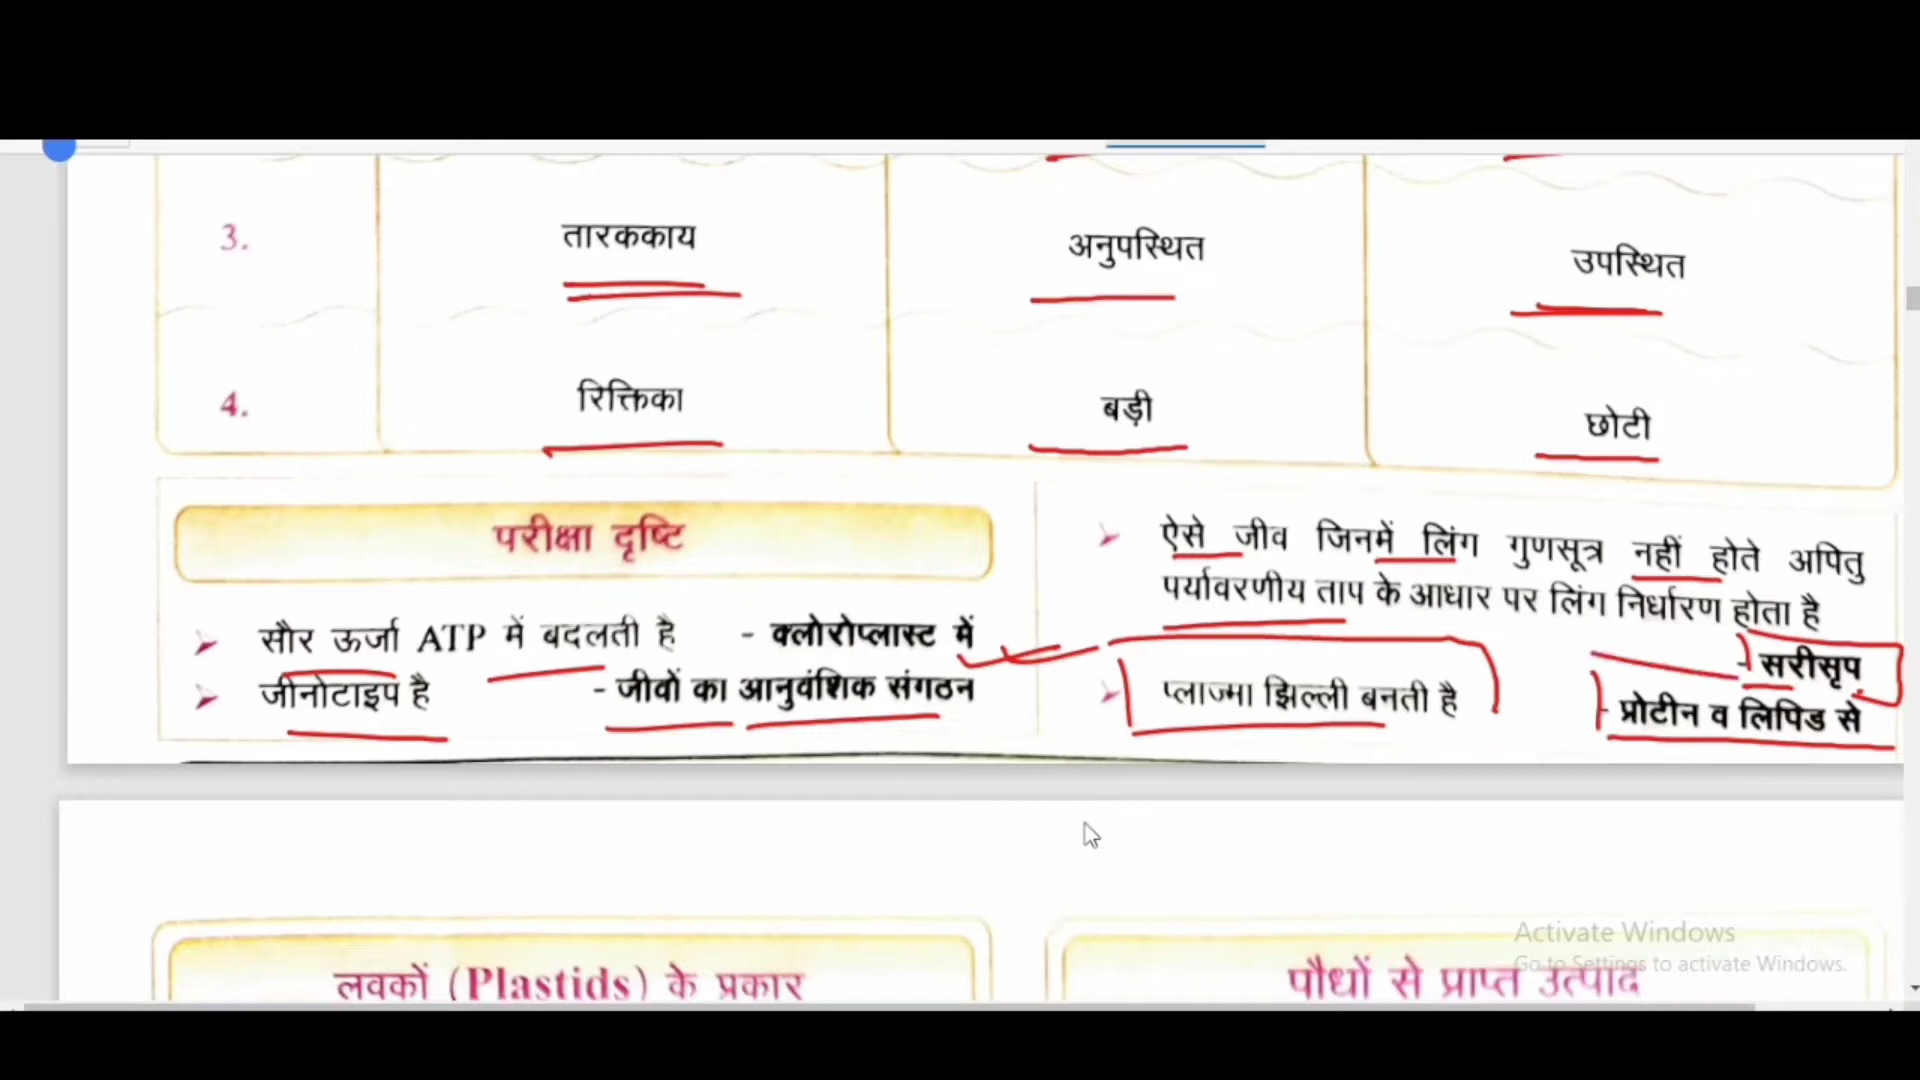 3. तारककाय अनुपस्थित उपस्थित
4. रिक्तिका बड़ी छोटी
परीक्षा दृष्टि
सौर ऊर्जा ATP में बदलती है - क्लोरोप्लास्ट में
जीनोटाइप है - जीवों का आनुवंशिक संगठन
ऐसे जीव जिनमें लिंग गुणसूत्र नहीं होते अपितु
पर्यावरणीय ताप के आधार पर लिंग निर्धारण होता है
- सरीसृप
प्लाज्मा झिल्ली बनती है - प्रोटीन व लिपिड से
लवकों (Plastids) के प्रकार
पौधों से प्राप्त उत्पाद
Activate Windows
Go to Settings to activate Windows.